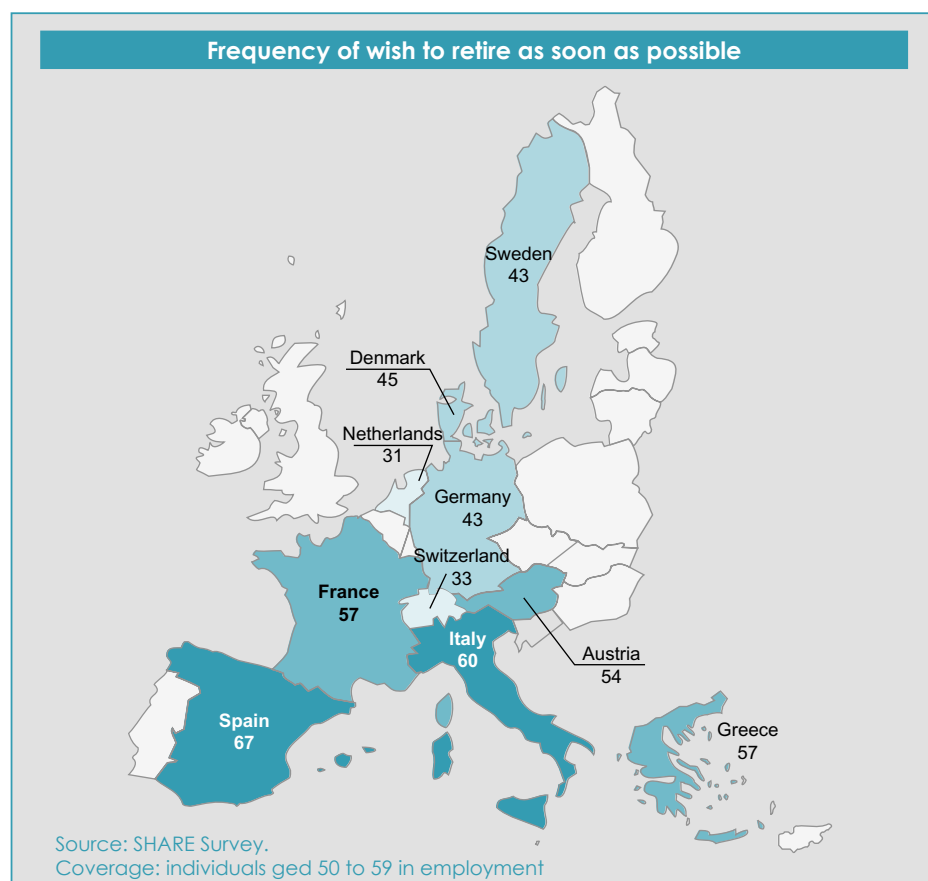 Frequency of wish to retire as soon as possible
Sweden
43
Denmark
45
Netherlands
31
Germany
43
Switzerland
33
France
57
Italy
60
Austria
54
Spain
67
Greece
57
Source: SHARE Survey.
Coverage: individuals ged 50 to 59 in employment